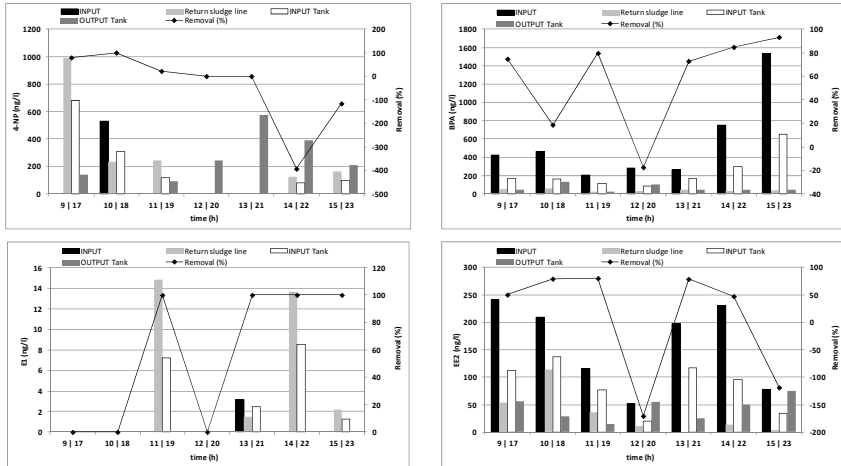 INPUT Return sludge line INPUT Tank
OUTPUT Tank Removal (%)
1200
1000
800
600
400
200
0
4-NP (ng/l)
200
100
0
-100
-200
-300
-400
-500
Removal (%)
9 | 17 10 | 18 11 | 19 12 | 20 13 | 21 14 | 22 15 | 23
time (h)
INPUT Return sludge line INPUT Tank
OUTPUT Tank Removal (%)
1800
1600
1400
1200
1000
800
600
400
200
0
BPA (ng/l)
100
80
60
40
20
0
-20
-40
Removal (%)
9 | 17 10 | 18 11 | 19 12 | 20 13 | 21 14 | 22 15 | 23
time (h)
INPUT Return sludge line INPUT Tank
OUTPUT Tank Removal (%)
16
14
12
10
8
6
4
2
0
E1 (ng/l)
120
100
80
60
40
20
0
Removal (%)
9 | 17 10 | 18 11 | 19 12 | 20 13 | 21 14 | 22 15 | 23
time (h)
INPUT Return sludge line INPUT Tank
OUTPUT Tank Removal (%)
300
250
200
150
100
50
0
EE2 (ng/l)
100
50
0
-50
-100
-150
-200
Removal (%)
9 | 17 10 | 18 11 | 19 12 | 20 13 | 21 14 | 22 15 | 23
time (h)